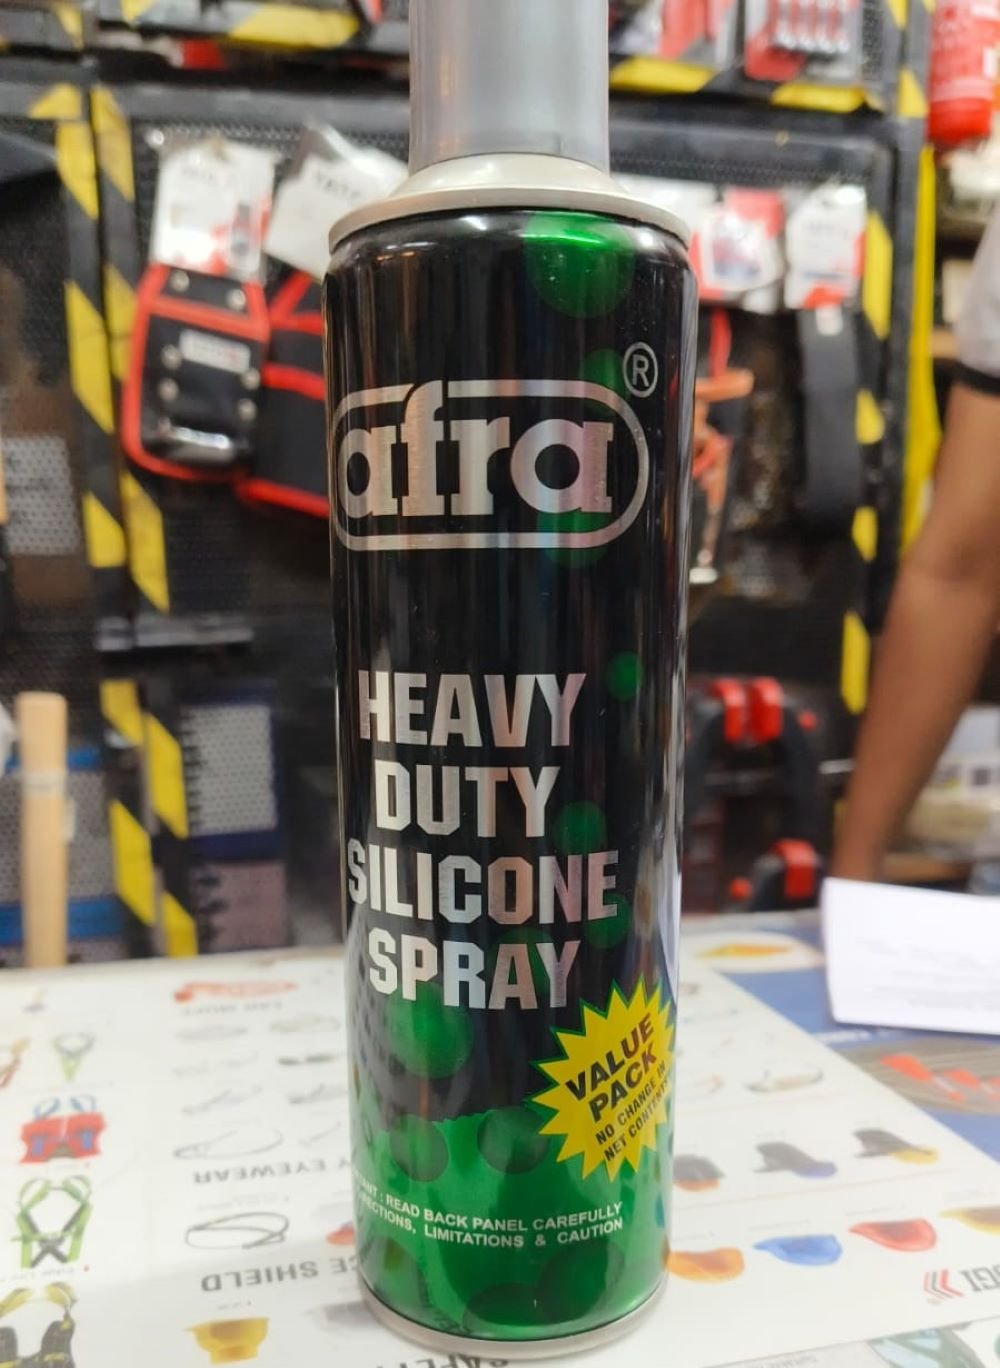 afra ®
HEAVY
DUTY
SILICONE
SPRAY
VALUE
PACK
NO CHANGE IN
NET CONTENTS
: READ BACK PANEL CAREFULLY
LIMITATIONS & CAUTION
EYEWEAR
SHIELD